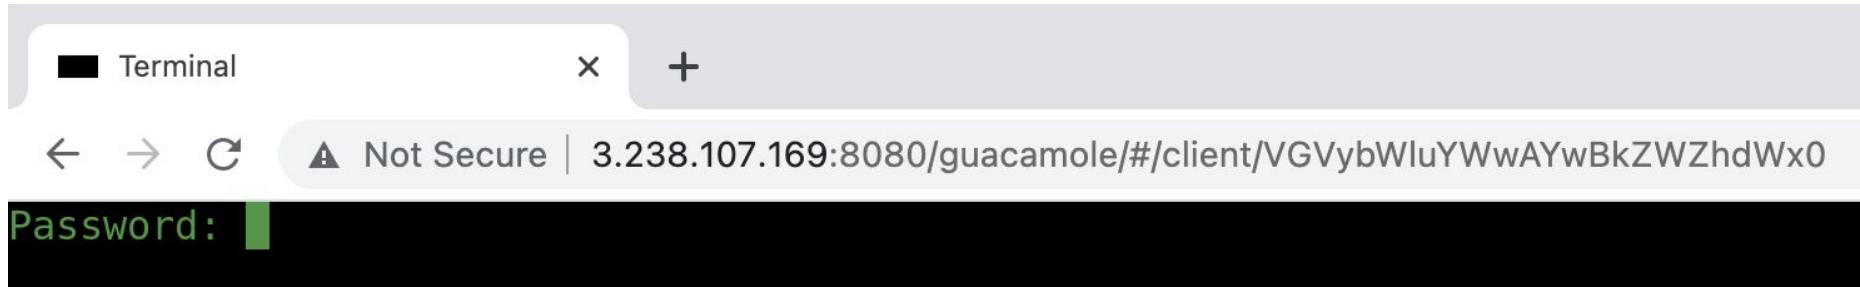 Terminal
Not Secure 3.238.107.169:8080/guacamole/#/client/VGVybWluYWwAYwBkZWZhdWx0
Password: